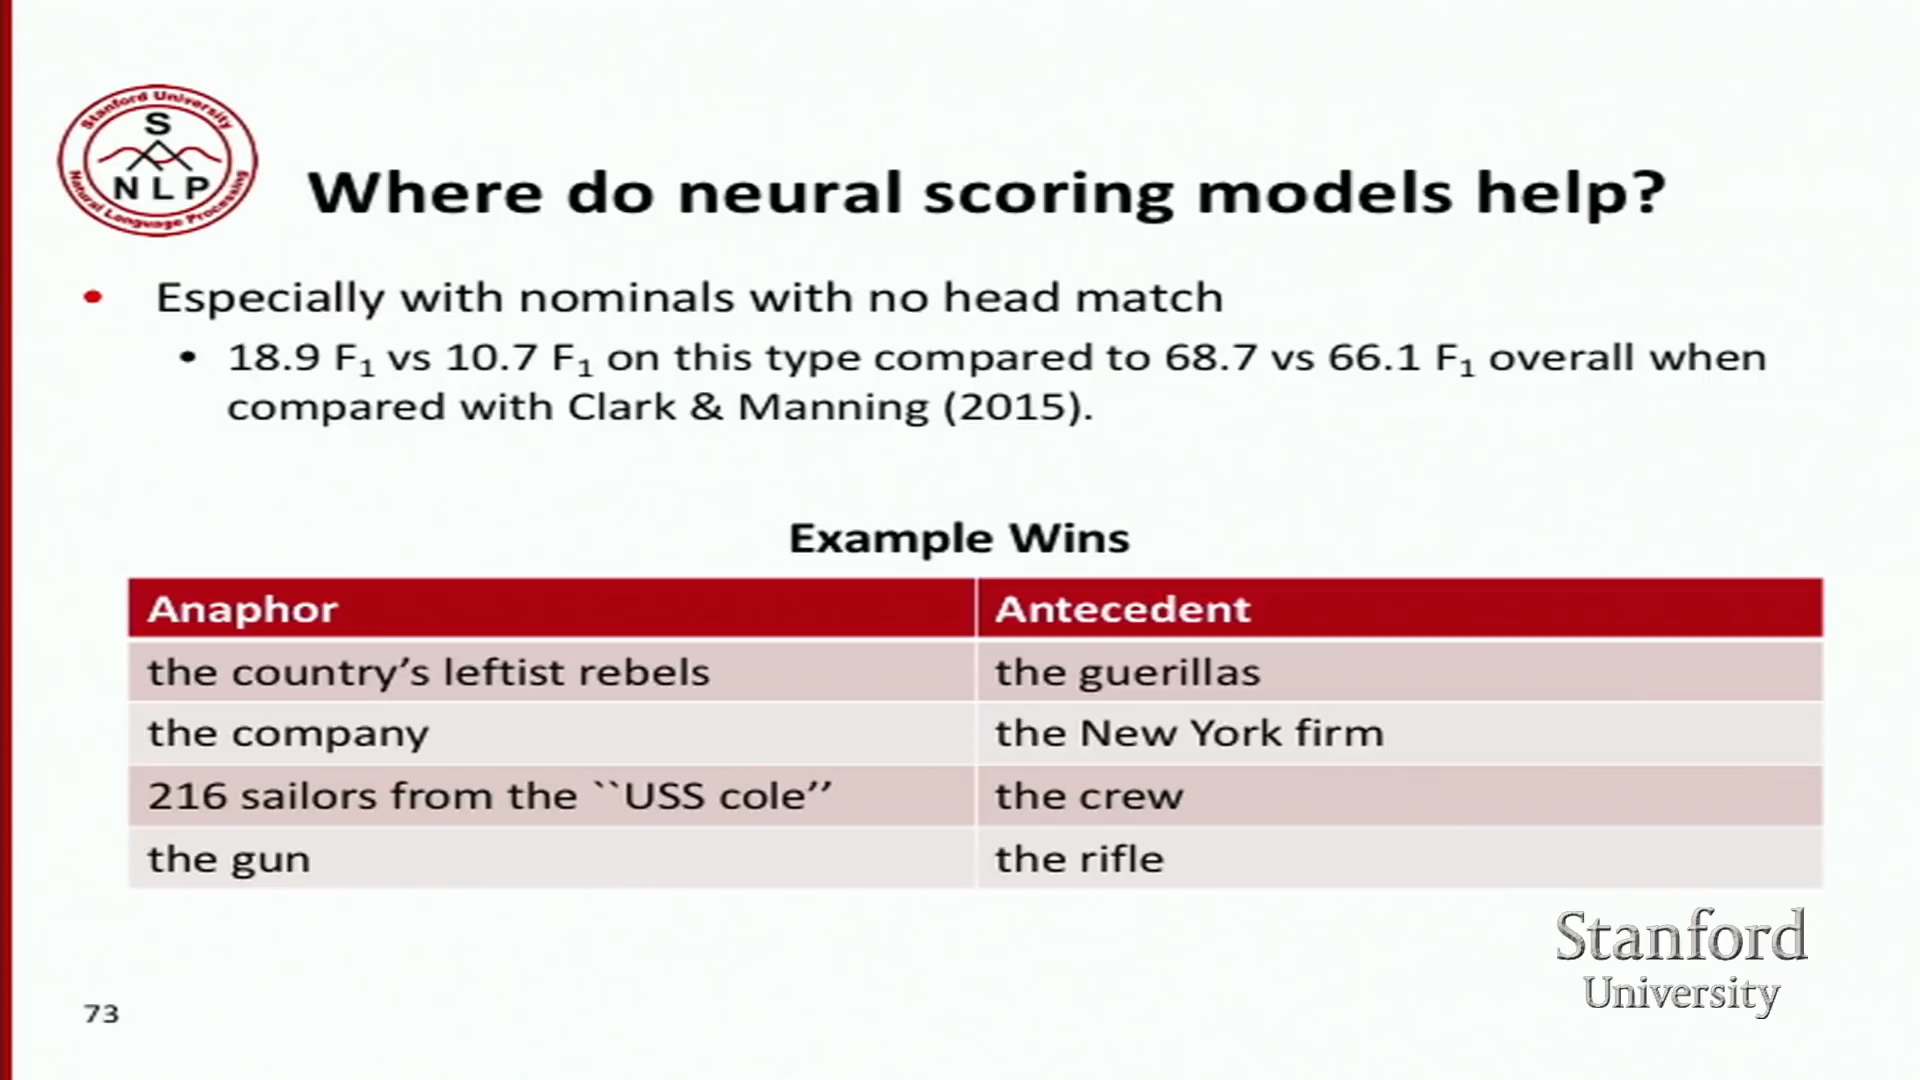 Stanford University
S
NLP
Natural Language Processing
Where do neural scoring models help?
• Especially with nominals with no head match
• 18.9 F₁ vs 10.7 F₁ on this type compared to 68.7 vs 66.1 F₁ overall when
compared with Clark & Manning (2015).
Example Wins
Anaphor Antecedent
the country’s leftist rebels the guerillas
the company the New York firm
216 sailors from the ``USS cole’’ the crew
the gun the rifle
Stanford
University
73